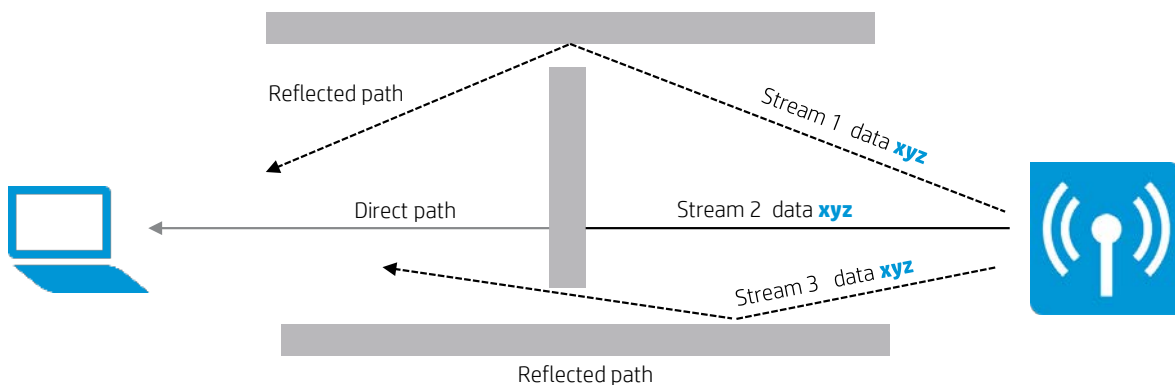 Reflected path
Stream 1 data xyz
Direct path
Stream 2 data xyz
Stream 3 data xyz
Reflected path